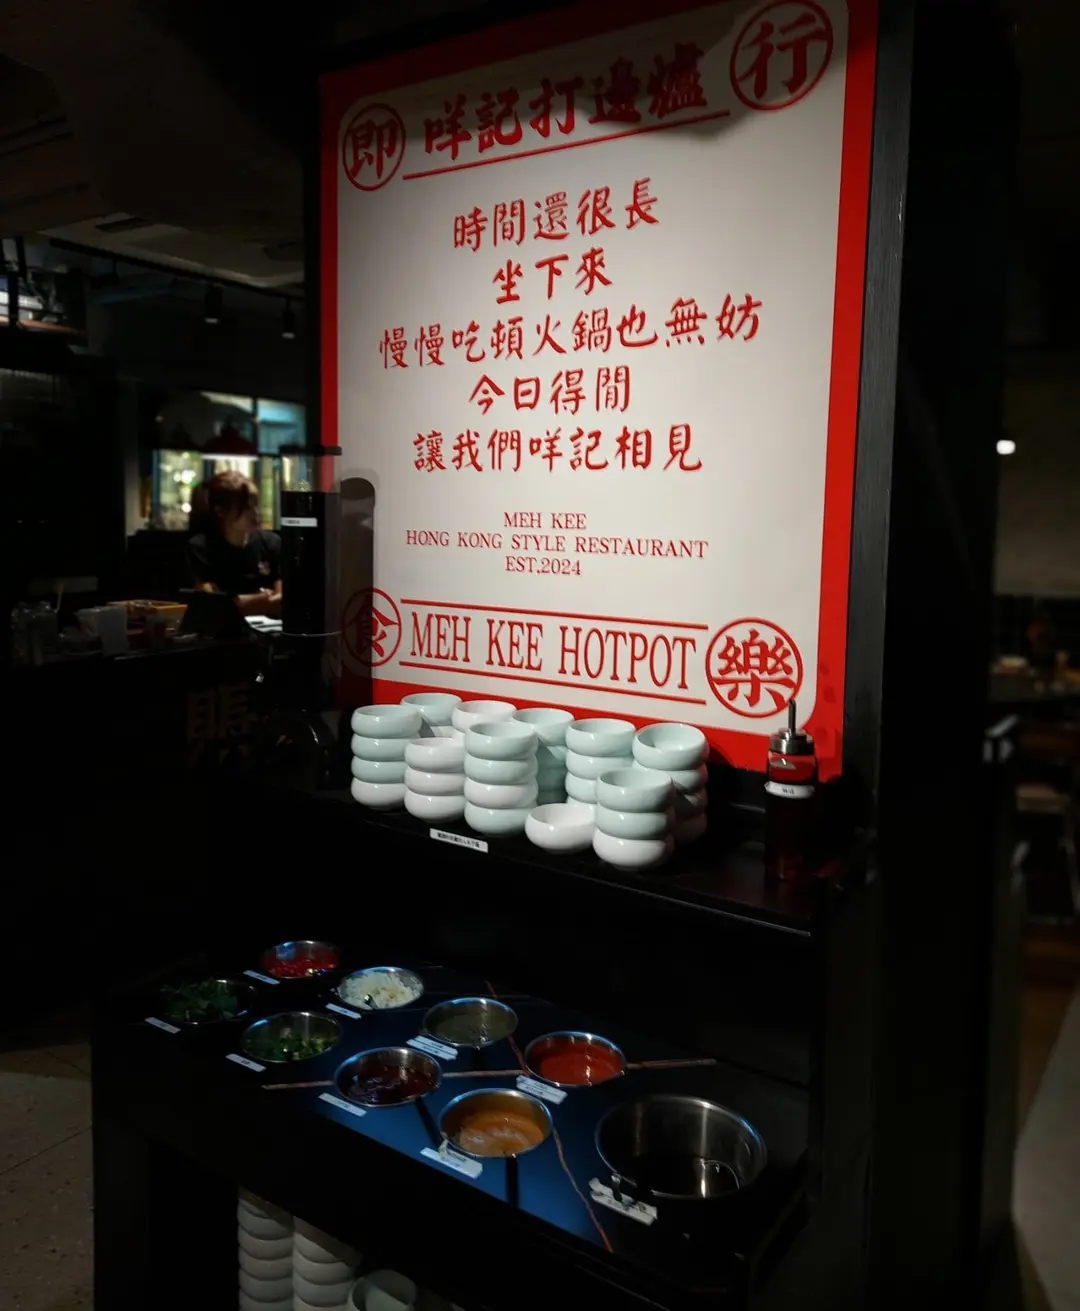 即 咩記打邊爐 行
時間還很長
坐下來
慢慢吃頓火鍋也無妨
今日得閒
讓我們咩記相見
MEH KEE
HONG KONG STYLE RESTAURANT
EST.2024
食 MEH KEE HOTPOT 樂